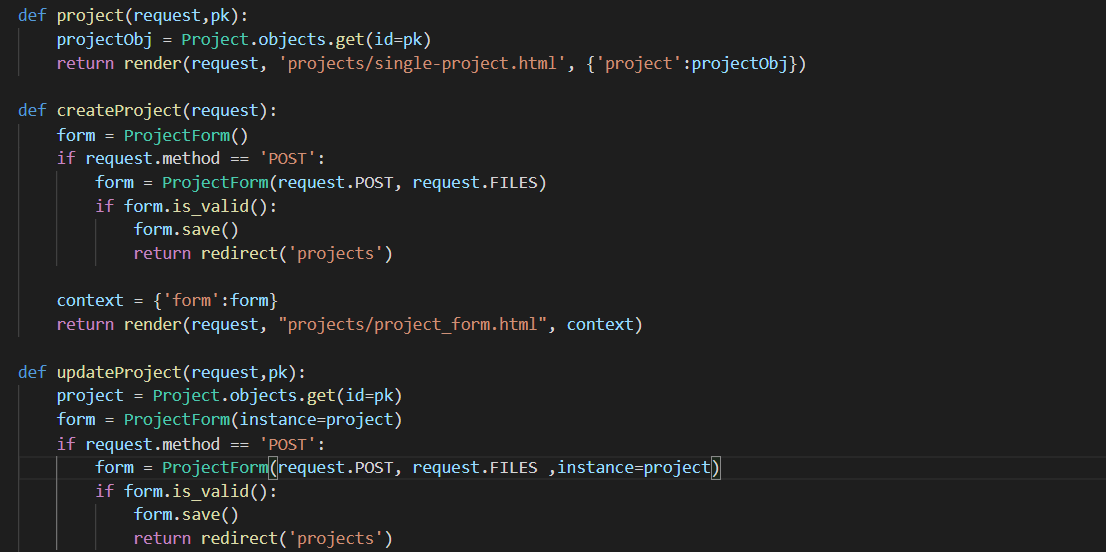 def project(request,pk):
    projectObj = Project.objects.get(id=pk)
    return render(request, 'projects/single-project.html', {'project':projectObj})

def createProject(request):
    form = ProjectForm()
    if request.method == 'POST':
        form = ProjectForm(request.POST, request.FILES)
        if form.is_valid():
            form.save()
            return redirect('projects')

    context = {'form':form}
    return render(request, "projects/project_form.html", context)

def updateProject(request,pk):
    project = Project.objects.get(id=pk)
    form = ProjectForm(instance=project)
    if request.method == 'POST':
        form = ProjectForm(request.POST, request.FILES ,instance=project)
        if form.is_valid():
            form.save()
            return redirect('projects')